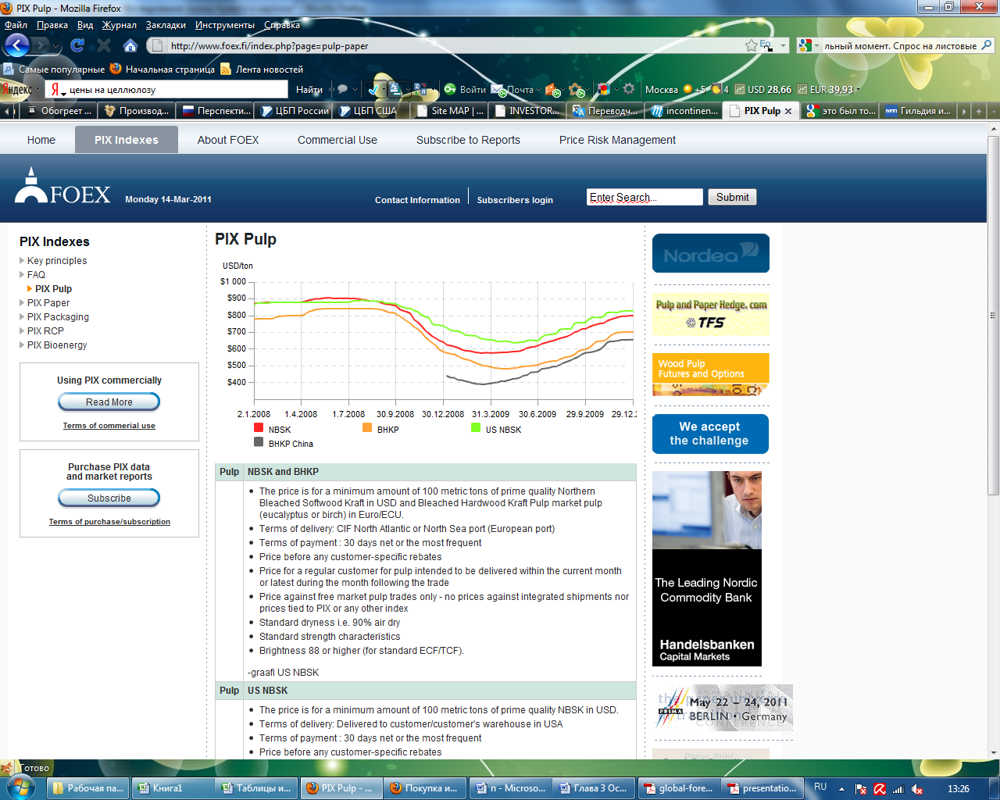 PIX Pulp - Mozilla Firefox
Файл Правка Вид Журнал Закладки Инструменты Справка
http://www.foex.fi/index.php?page=pulp-paper
En
льный момент. Спрос на листовые
Самые популярные Начальная страница Лента новостей
Яндекс Я цены на целлюлозу Найти Войти Почта Москва +5 4 USD 28,66 EUR 39,93
Обогреет ... Производ... Перспекти... ЦБП России ЦБП США Site MAP | ... INVESTOR... Переводч... incontinen... PIX Pulp это был то... Гильдия и...
Home PIX Indexes About FOEX Commercial Use Subscribe to Reports Price Risk Management
FOEX Monday 14-Mar-2011 Contact Information Subscribers login Enter Search... Submit
PIX Indexes
Key principles
FAQ
PIX Pulp
PIX Paper
PIX Packaging
PIX RCP
PIX Bioenergy
Using PIX commercially
Read More
Terms of commerial use
Purchase PIX data
and market reports
Subscribe
Terms of purchase/subscription
PIX Pulp
USD/ton
$1 000
$900
$800
$700
$600
$500
$400
2.1.2008 1.4.2008 1.7.2008 30.9.2008 30.12.2008 31.3.2009 30.6.2009 29.9.2009 29.12.
NBSK BHKP US NBSK
BHKP China
Pulp NBSK and BHKP
The price is for a minimum amount of 100 metric tons of prime quality Northern
Bleached Softwood Kraft in USD and Bleached Hardwood Kraft Pulp market pulp
(eucalyptus or birch) in Euro/ECU.
Terms of delivery: CIF North Atlantic or North Sea port (European port)
Terms of payment : 30 days net or the most frequent
Price before any customer-specific rebates
Price for a regular customer for pulp intended to be delivered within the current month
or latest during the month following the trade
Price against free market pulp trades only - no prices against integrated shipments nor
prices tied to PIX or any other index
Standard dryness i.e. 90% air dry
Standard strength characteristics
Brightness 88 or higher (for standard ECF/TCF).
-graafi US NBSK
Pulp US NBSK
The price is for a minimum amount of 100 metric tons of prime quality NBSK in USD.
Terms of delivery: Delivered to customer/customer's warehouse in USA
Terms of payment : 30 days net or the most frequent
Price before any customer-specific rebates
Nordea
Pulp and Paper Hedge. com
TFS
Wood Pulp
Futures and Options
We accept
the challenge
The Leading Nordic
Commodity Bank
Handelsbanken
Capital Markets
PRIMA May 22 – 24, 2011
BERLIN • Germany
Готово
Рабочая па... Книга1 Таблицы и... PIX Pulp - ... Покупка и... п - Microso... Глава 3 Ос... global-fore... presentatio... RU 13:26